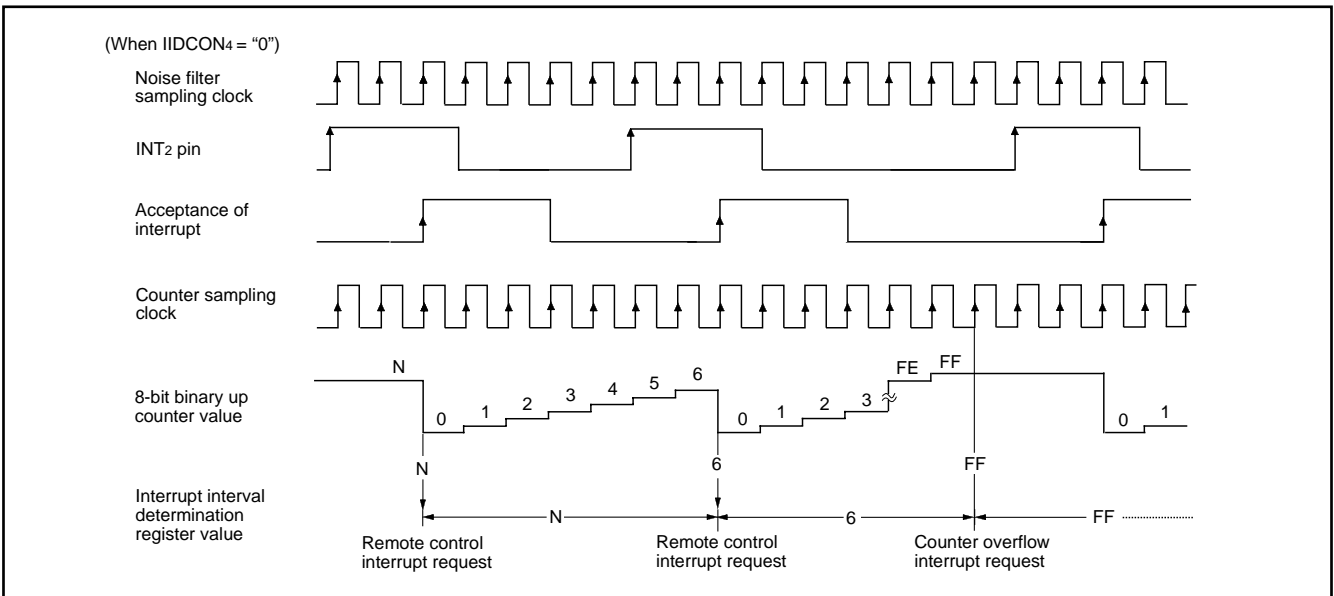 (When IIDCON4 = “0”)
Noise filter
sampling clock
INT2 pin
Acceptance of
interrupt
Counter sampling
clock
8-bit binary up
counter value
N
0
1
2
3
4
5
6
0
1
2
3
FE
FF
0
1
N
6
FF
Interrupt interval
determination
register value
N
6
FF
Remote control
interrupt request
Remote control
interrupt request
Counter overflow
interrupt request